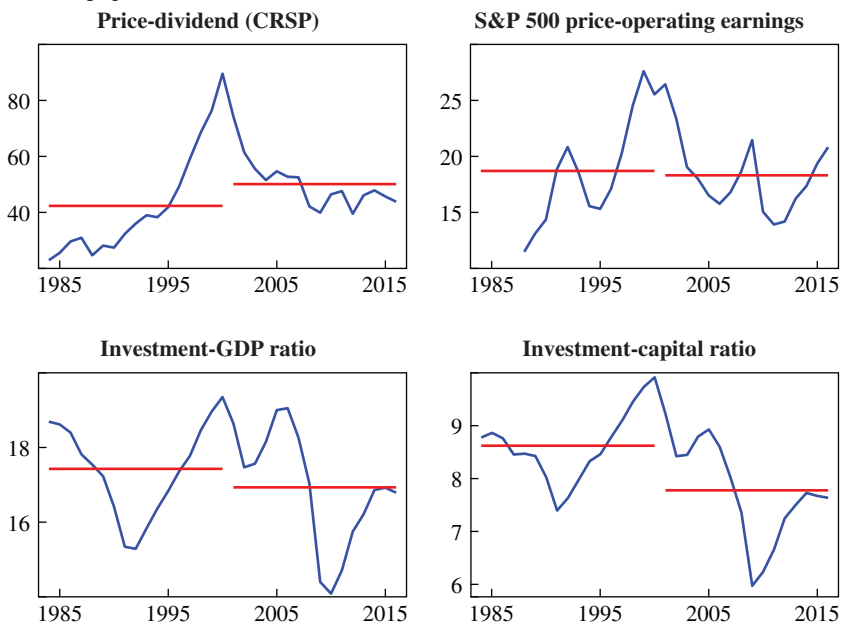 Price-dividend (CRSP)
80
60
40
1985 1995 2005 2015
S&P 500 price-operating earnings
25
20
15
1985 1995 2005 2015
Investment-GDP ratio
18
16
1985 1995 2005 2015
Investment-capital ratio
9
8
7
6
1985 1995 2005 2015